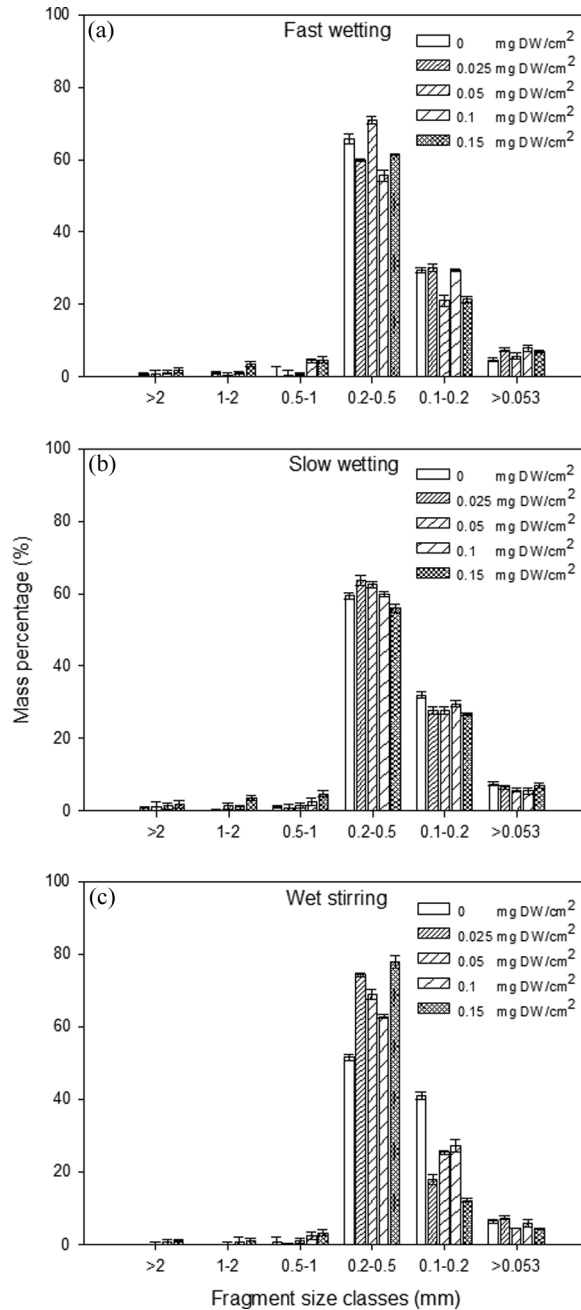 (a) Fast wetting
100
80
60
40
20
0
0 mg DW/cm²
0.025 mg DW/cm²
0.05 mg DW/cm²
0.1 mg DW/cm²
0.15 mg DW/cm²
>2 1-2 0.5-1 0.2-0.5 0.1-0.2 >0.053
(b) Slow wetting
100
80
60
40
20
0
0 mg DW/cm²
0.025 mg DW/cm²
0.05 mg DW/cm²
0.1 mg DW/cm²
0.15 mg DW/cm²
Mass percentage (%)
>2 1-2 0.5-1 0.2-0.5 0.1-0.2 >0.053
(c) Wet stirring
100
80
60
40
20
0
0 mg DW/cm²
0.025 mg DW/cm²
0.05 mg DW/cm²
0.1 mg DW/cm²
0.15 mg DW/cm²
>2 1-2 0.5-1 0.2-0.5 0.1-0.2 >0.053
Fragment size classes (mm)